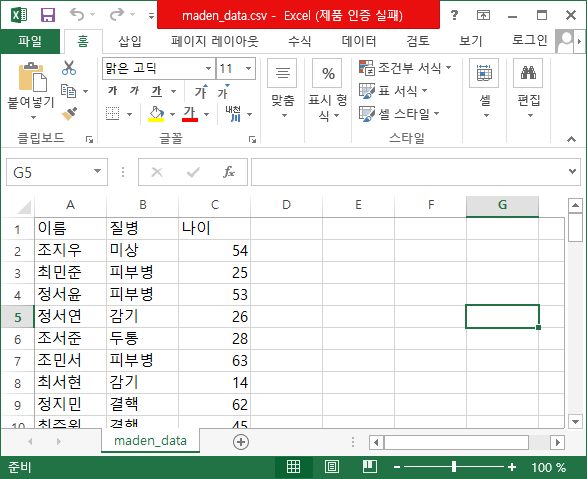 maden_data.csv - Excel (제품 인증 실패)
파일 홈 삽입 페이지 레이아웃 수식 데이터 검토 보기 로그인
붙여넣기
클립보드
맑은 고딕 11
가 가 가 가 가
가 내천
글꼴
맞춤
%
표시 형식
조건부 서식
표 서식
셀 스타일
스타일
셀
편집
G5 fx
A B C D E F G
1 이름 질병 나이
2 조지우 미상 54
3 최민준 피부병 25
4 정서윤 피부병 53
5 정서연 감기 26
6 조서준 두통 28
7 조민서 피부병 63
8 최서현 감기 14
9 정지민 결핵 62
10 최주원 결핵 45
maden_data
준비 100 %